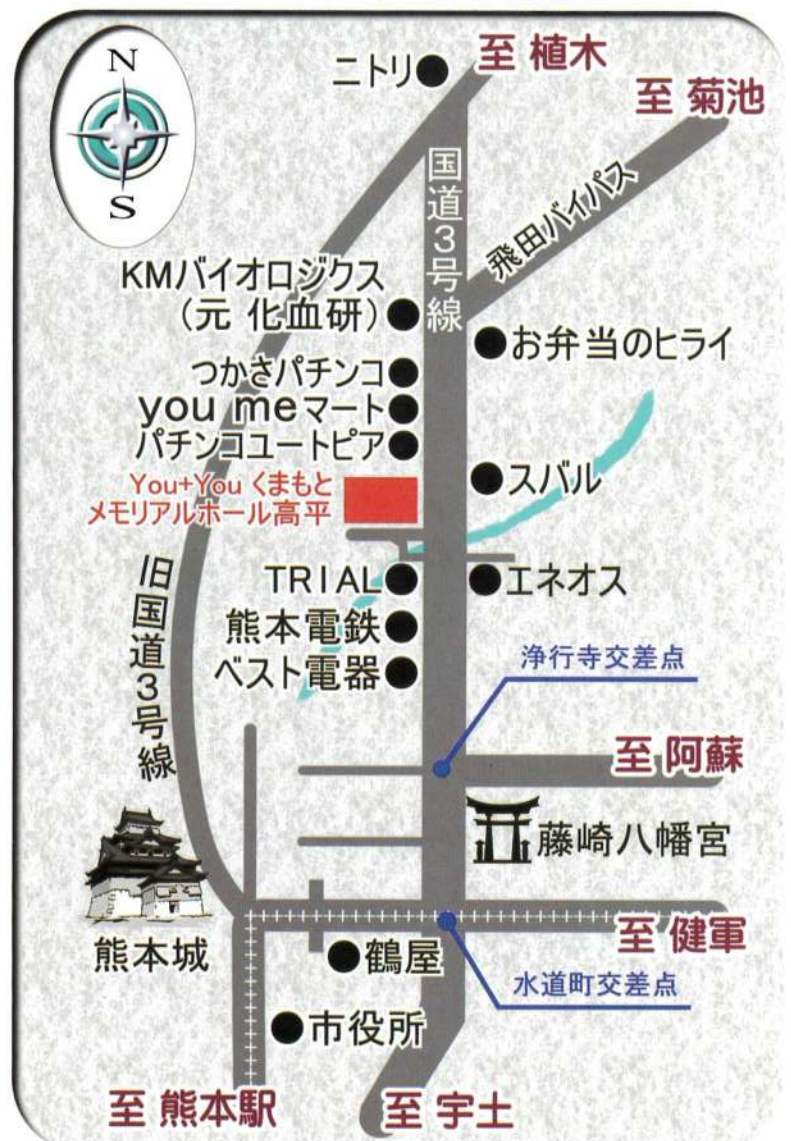 N
S
ニトリ
至 植木
至 菊池
国道3号線
飛田バイパス
KMバイオロジクス
(元 化血研)
お弁当のヒライ
つかさパチンコ
you meマート
パチンコユートピア
You+You くまもと
メモリアルホール高平
スバル
TRIAL
エネオス
熊本電鉄
ベスト電器
旧国道3号線
浄行寺交差点
至 阿蘇
藤崎八幡宮
熊本城
鶴屋
至 健軍
水道町交差点
市役所
至 熊本駅
至 宇土